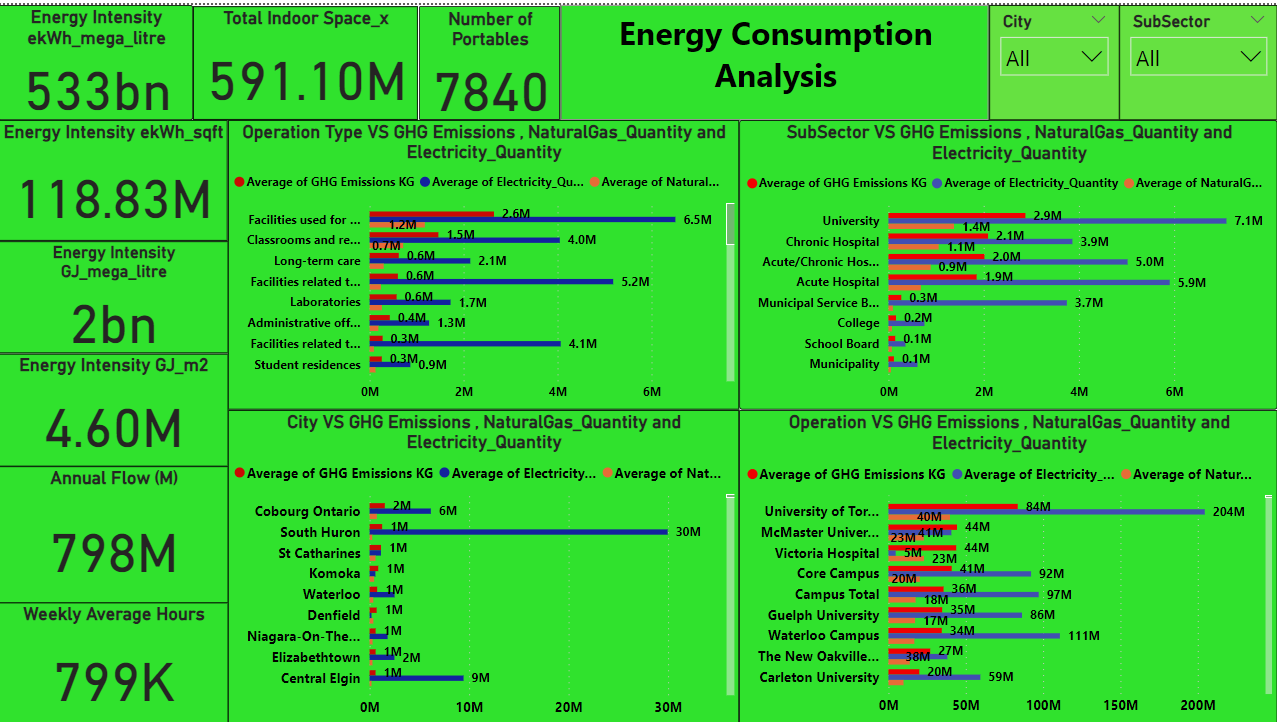 Energy Intensity
ekWh_mega_litre
533bn
Total Indoor Space_x
591.10M
Number of
Portables
7840
Energy Consumption
Analysis
City
All
SubSector
All
Energy Intensity ekWh_sqft
118.83M
Energy Intensity
GJ_mega_litre
2bn
Energy Intensity GJ_m2
4.60M
Annual Flow (M)
798M
Weekly Average Hours
799K
Operation Type VS GHG Emissions , NaturalGas_Quantity and
Electricity_Quantity
Average of GHG Emissions KG Average of Electricity_Qu... Average of Natural...
Facilities used for ... 2.6M 6.5M 1.2M
Classrooms and re... 1.5M 4.0M 0.7M
Long-term care 0.6M 2.1M
Facilities related t... 0.6M 5.2M
Laboratories 0.6M 1.7M
Administrative off... 0.4M 1.3M
Facilities related t... 0.3M 4.1M
Student residences 0.3M 0.9M
0M 2M 4M 6M
SubSector VS GHG Emissions , NaturalGas_Quantity and
Electricity_Quantity
Average of GHG Emissions KG Average of Electricity_Quantity Average of NaturalG...
University 2.9M 7.1M 1.4M
Chronic Hospital 2.1M 3.9M 1.1M
Acute/Chronic Hos... 2.0M 5.0M 0.9M
Acute Hospital 1.9M 5.9M
Municipal Service B... 0.3M 3.7M
College 0.2M
School Board 0.1M
Municipality 0.1M
0M 2M 4M 6M
City VS GHG Emissions , NaturalGas_Quantity and
Electricity_Quantity
Average of GHG Emissions KG Average of Electricity... Average of Nat...
Cobourg Ontario 2M 6M
South Huron 1M 30M
St Catharines 1M
Komoka 1M
Waterloo 1M
Denfield 1M
Niagara-On-The... 1M
Elizabethtown 1M 2M
Central Elgin 1M 9M
0M 10M 20M 30M
Operation VS GHG Emissions , NaturalGas_Quantity and
Electricity_Quantity
Average of GHG Emissions KG Average of Electricity_... Average of Natur...
University of Tor... 84M 204M 40M
McMaster Univer... 44M 41M 23M
Victoria Hospital 44M 5M 23M
Core Campus 41M 92M 20M
Campus Total 36M 97M 18M
Guelph University 35M 86M 17M
Waterloo Campus 34M 111M
The New Oakville... 27M 38M
Carleton University 20M 59M
0M 50M 100M 150M 200M